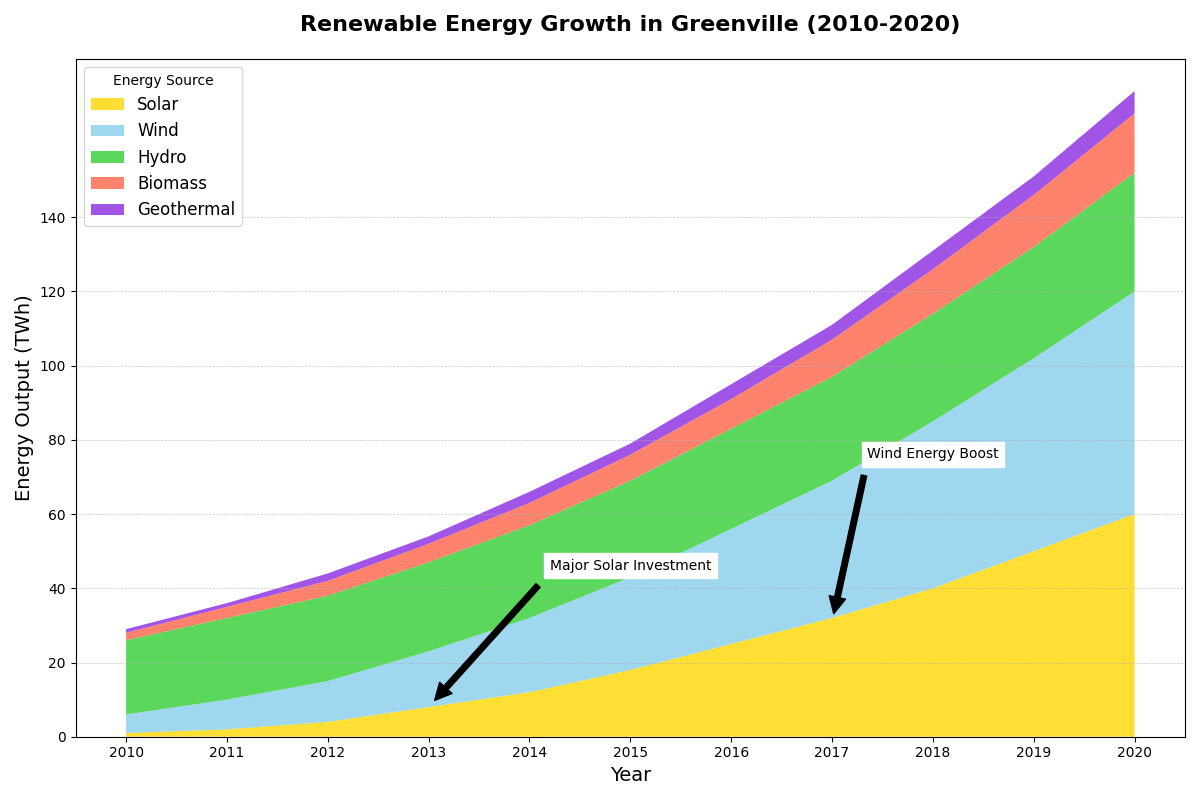 Renewable Energy Growth in Greenville (2010-2020)
Energy Source
Solar
Wind
Hydro
Biomass
Geothermal
Energy Output (TWh)
140
120
100
80
60
40
20
0
Wind Energy Boost
Major Solar Investment
2010 2011 2012 2013 2014 2015 2016 2017 2018 2019 2020
Year